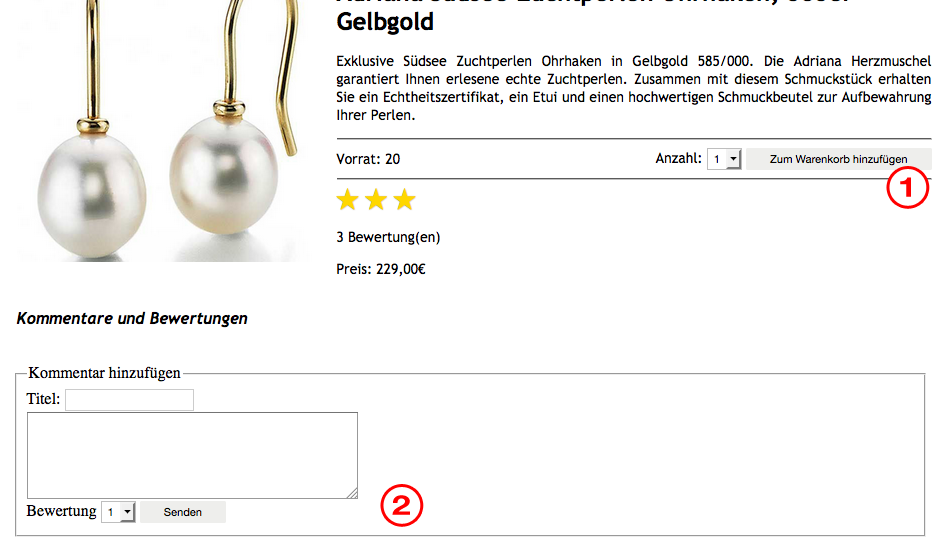 Gelbgold
Exklusive Südsee Zuchtperlen Ohrhaken in Gelbgold 585/000. Die Adriana Herzmuschel
garantiert Ihnen erlesene echte Zuchtperlen. Zusammen mit diesem Schmuckstück erhalten
Sie ein Echtheitszertifikat, ein Etui und einen hochwertigen Schmuckbeutel zur Aufbewahrung
Ihrer Perlen.
Vorrat: 20 Anzahl: 1 Zum Warenkorb hinzufügen
1
3 Bewertung(en)
Preis: 229,00€
Kommentare und Bewertungen
Kommentar hinzufügen
Titel:
Bewertung 1 Senden
2